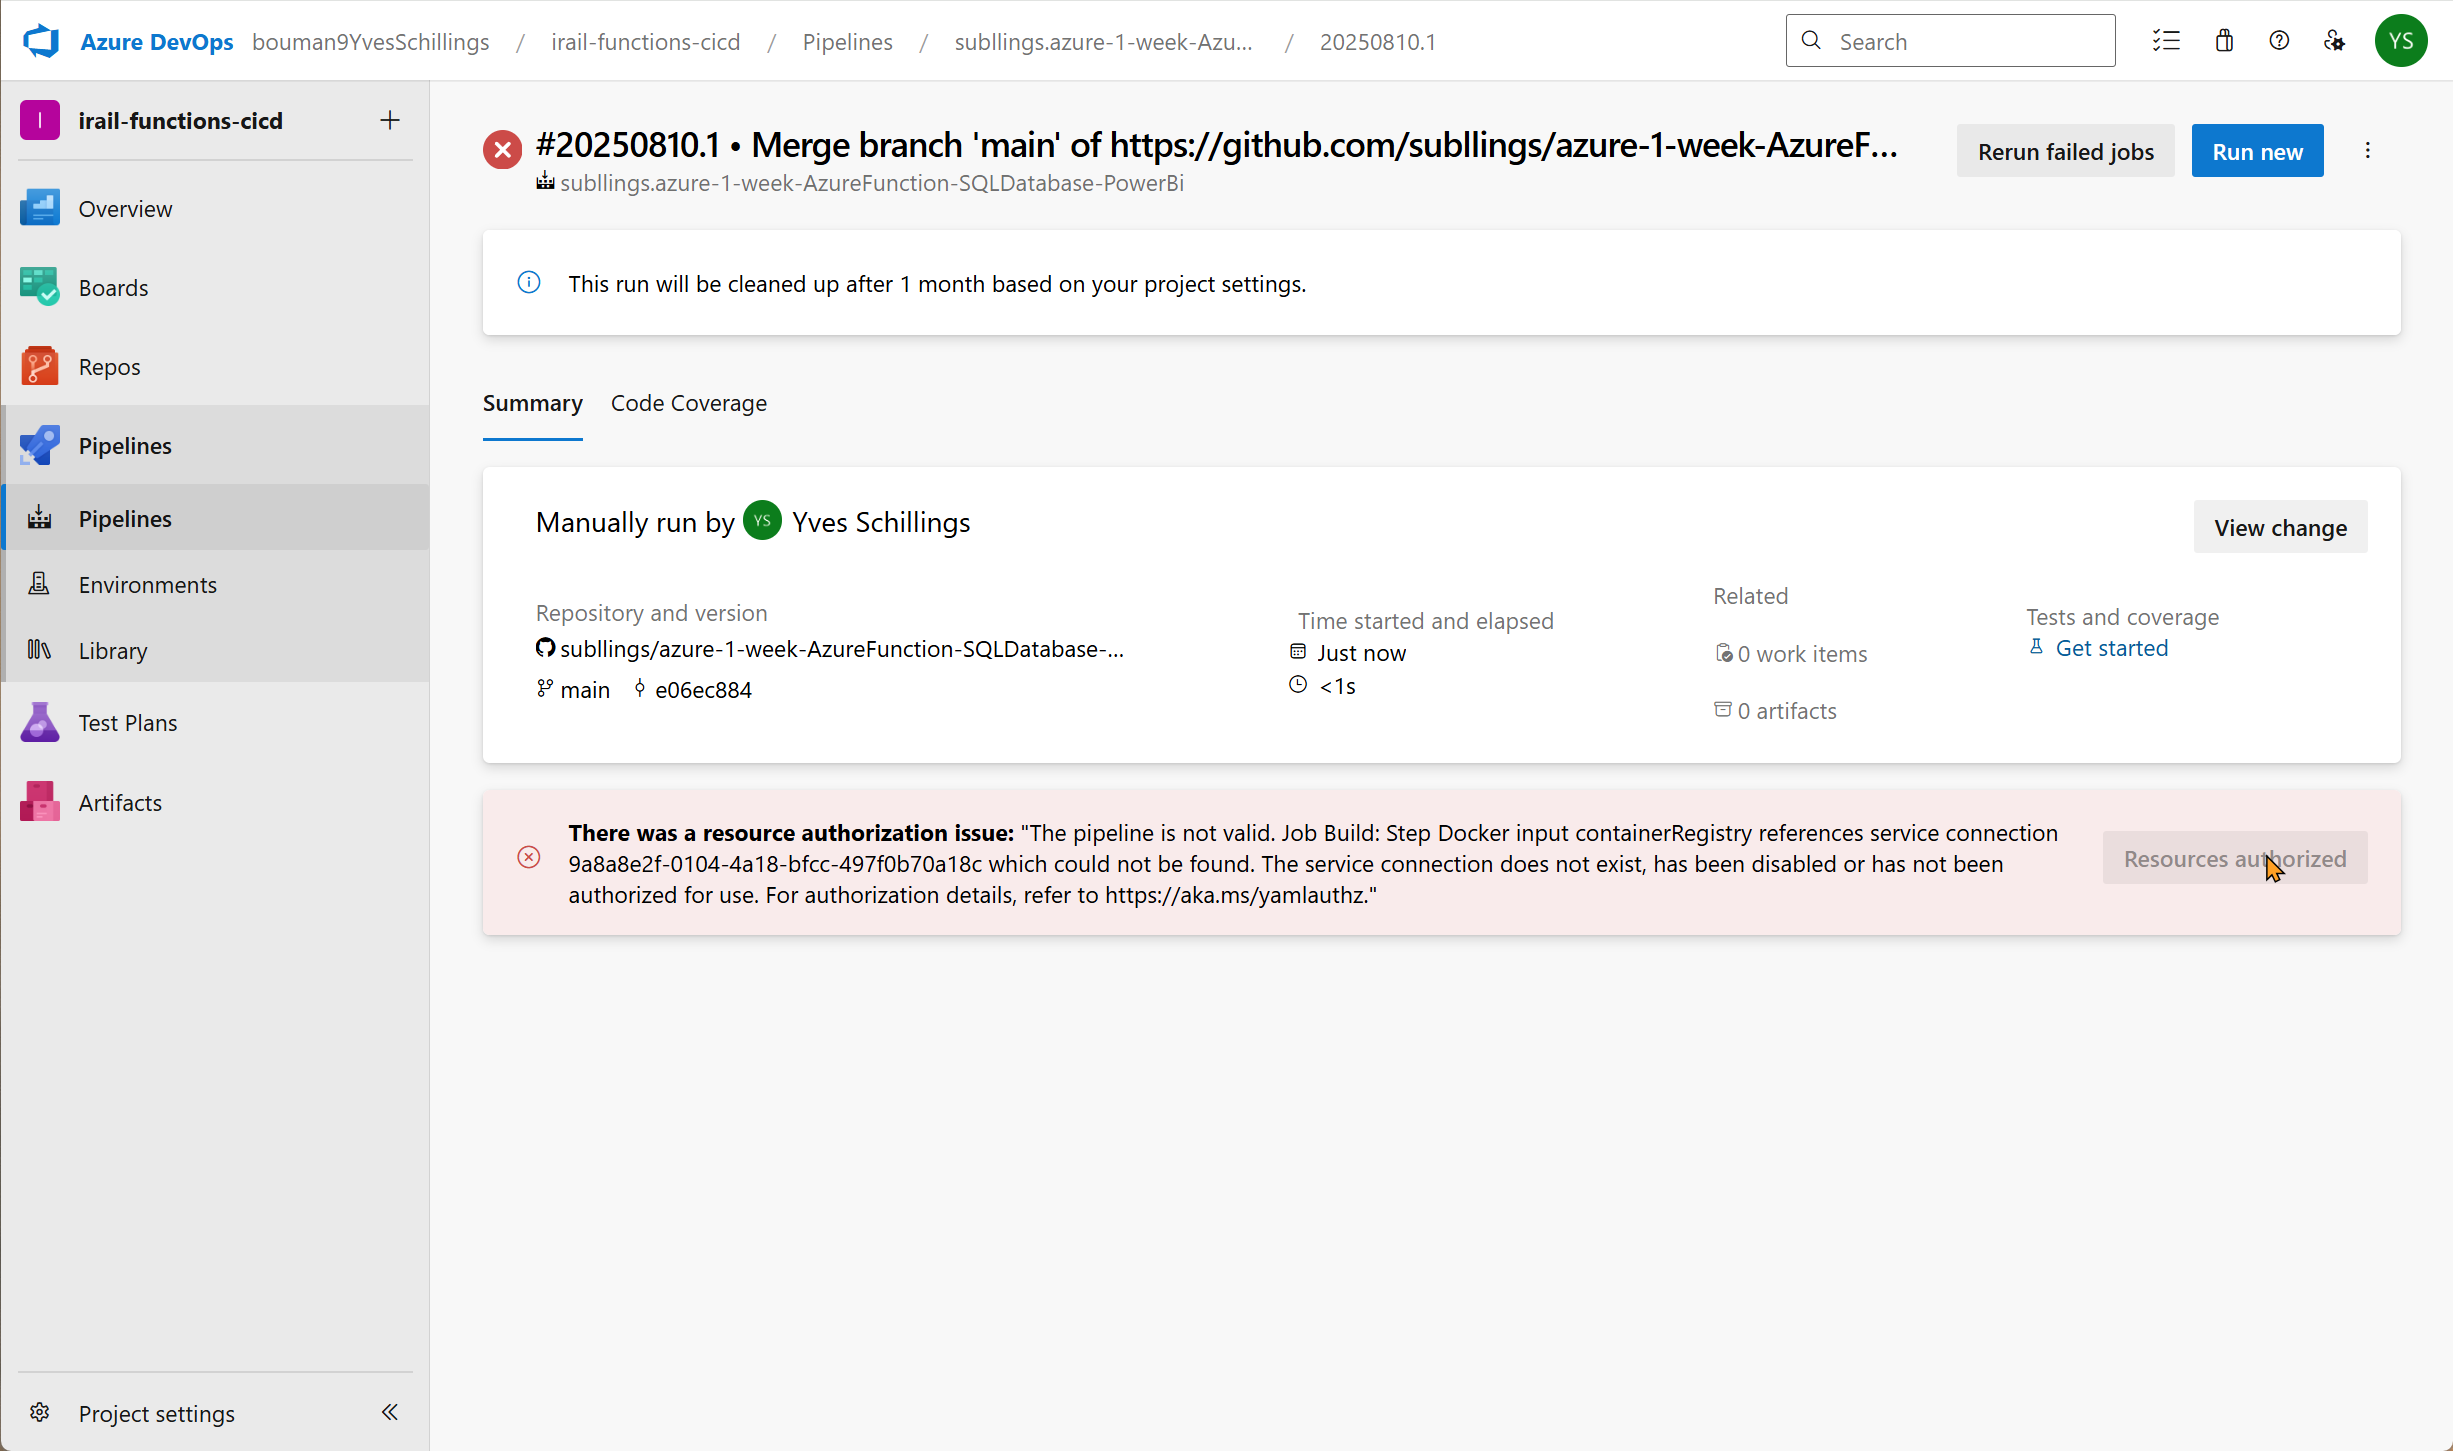 Azure DevOps bouman9YvesSchillings / irail-functions-cicd / Pipelines / subllings.azure-1-week-Azu... / 20250810.1
Search
YS
I
irail-functions-cicd
Overview
Boards
Repos
Pipelines
Pipelines
Environments
Library
Test Plans
Artifacts
Project settings
#20250810.1 • Merge branch 'main' of https://github.com/subllings/azure-1-week-AzureF...
subllings.azure-1-week-AzureFunction-SQLDatabase-PowerBi
Rerun failed jobs
Run new
This run will be cleaned up after 1 month based on your project settings.
Summary
Code Coverage
Manually run by YS Yves Schillings
View change
Repository and version
subllings/azure-1-week-AzureFunction-SQLDatabase-...
main e06ec884
Time started and elapsed
Just now
<1s
Related
0 work items
0 artifacts
Tests and coverage
Get started
There was a resource authorization issue: "The pipeline is not valid. Job Build: Step Docker input containerRegistry references service connection
9a8a8e2f-0104-4a18-bfcc-497f0b70a18c which could not be found. The service connection does not exist, has been disabled or has not been
authorized for use. For authorization details, refer to https://aka.ms/yamlauthz."
Resources authorized